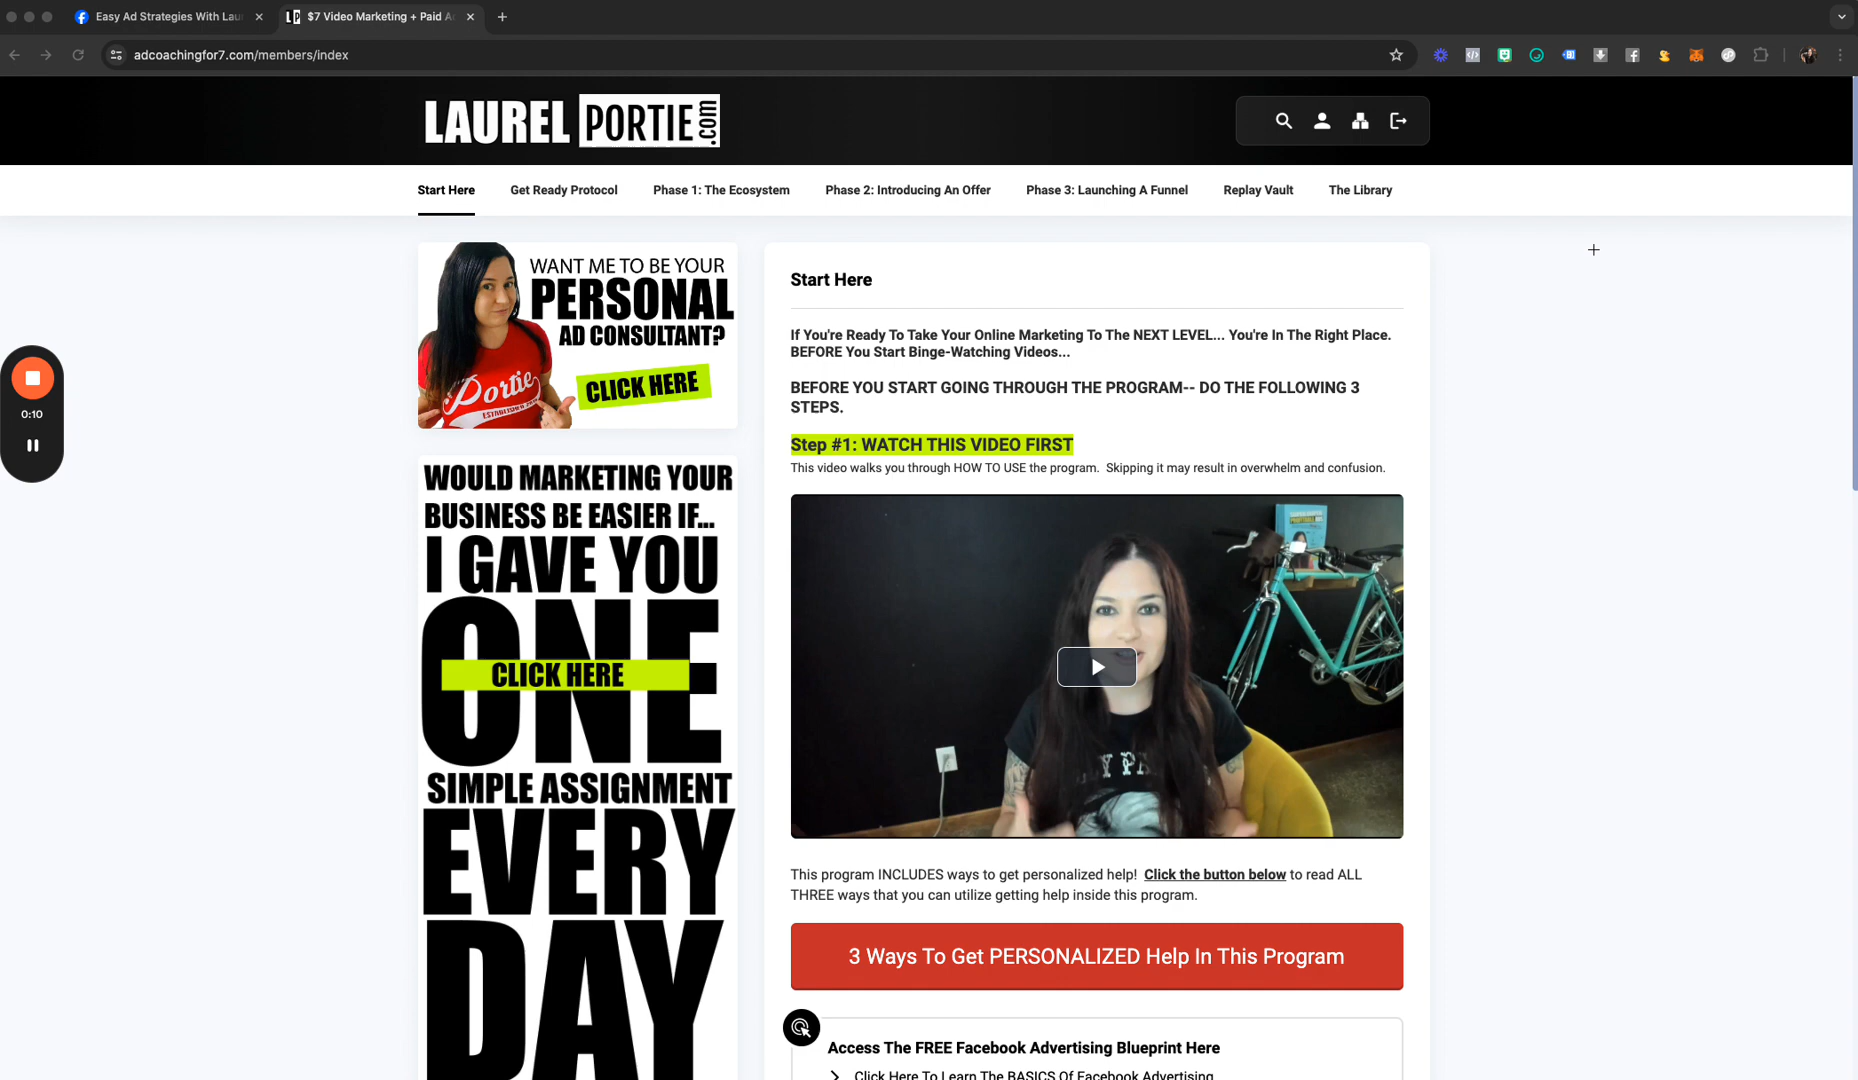 Easy Ad Strategies With Lau
$7 Video Marketing + Paid Ad
adcoachingfor7.com/members/index
LAUREL PORTIE .com
Start Here
Get Ready Protocol
Phase 1: The Ecosystem
Phase 2: Introducing An Offer
Phase 3: Launching A Funnel
Replay Vault
The Library
0:10
WANT ME TO BE YOUR
PERSONAL
AD CONSULTANT?
CLICK HERE
Portie
WOULD MARKETING YOUR
BUSINESS BE EASIER IF...
I GAVE YOU
ONE
CLICK HERE
SIMPLE ASSIGNMENT
EVERY
DAY
Start Here
If You're Ready To Take Your Online Marketing To The NEXT LEVEL... You're In The Right Place.
BEFORE You Start Binge-Watching Videos...
BEFORE YOU START GOING THROUGH THE PROGRAM-- DO THE FOLLOWING 3
STEPS.
Step #1: WATCH THIS VIDEO FIRST
This video walks you through HOW TO USE the program. Skipping it may result in overwhelm and confusion.
This program INCLUDES ways to get personalized help! Click the button below to read ALL
THREE ways that you can utilize getting help inside this program.
3 Ways To Get PERSONALIZED Help In This Program
Access The FREE Facebook Advertising Blueprint Here
Click Here To Learn The BASICS Of Facebook Advertising